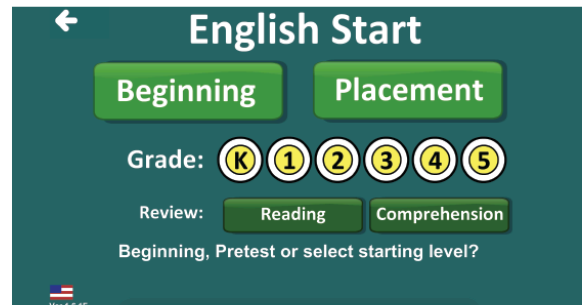 English Start
Beginning Placement
Grade: K 1 2 3 4 5
Review: Reading Comprehension
Beginning, Pretest or select starting level?